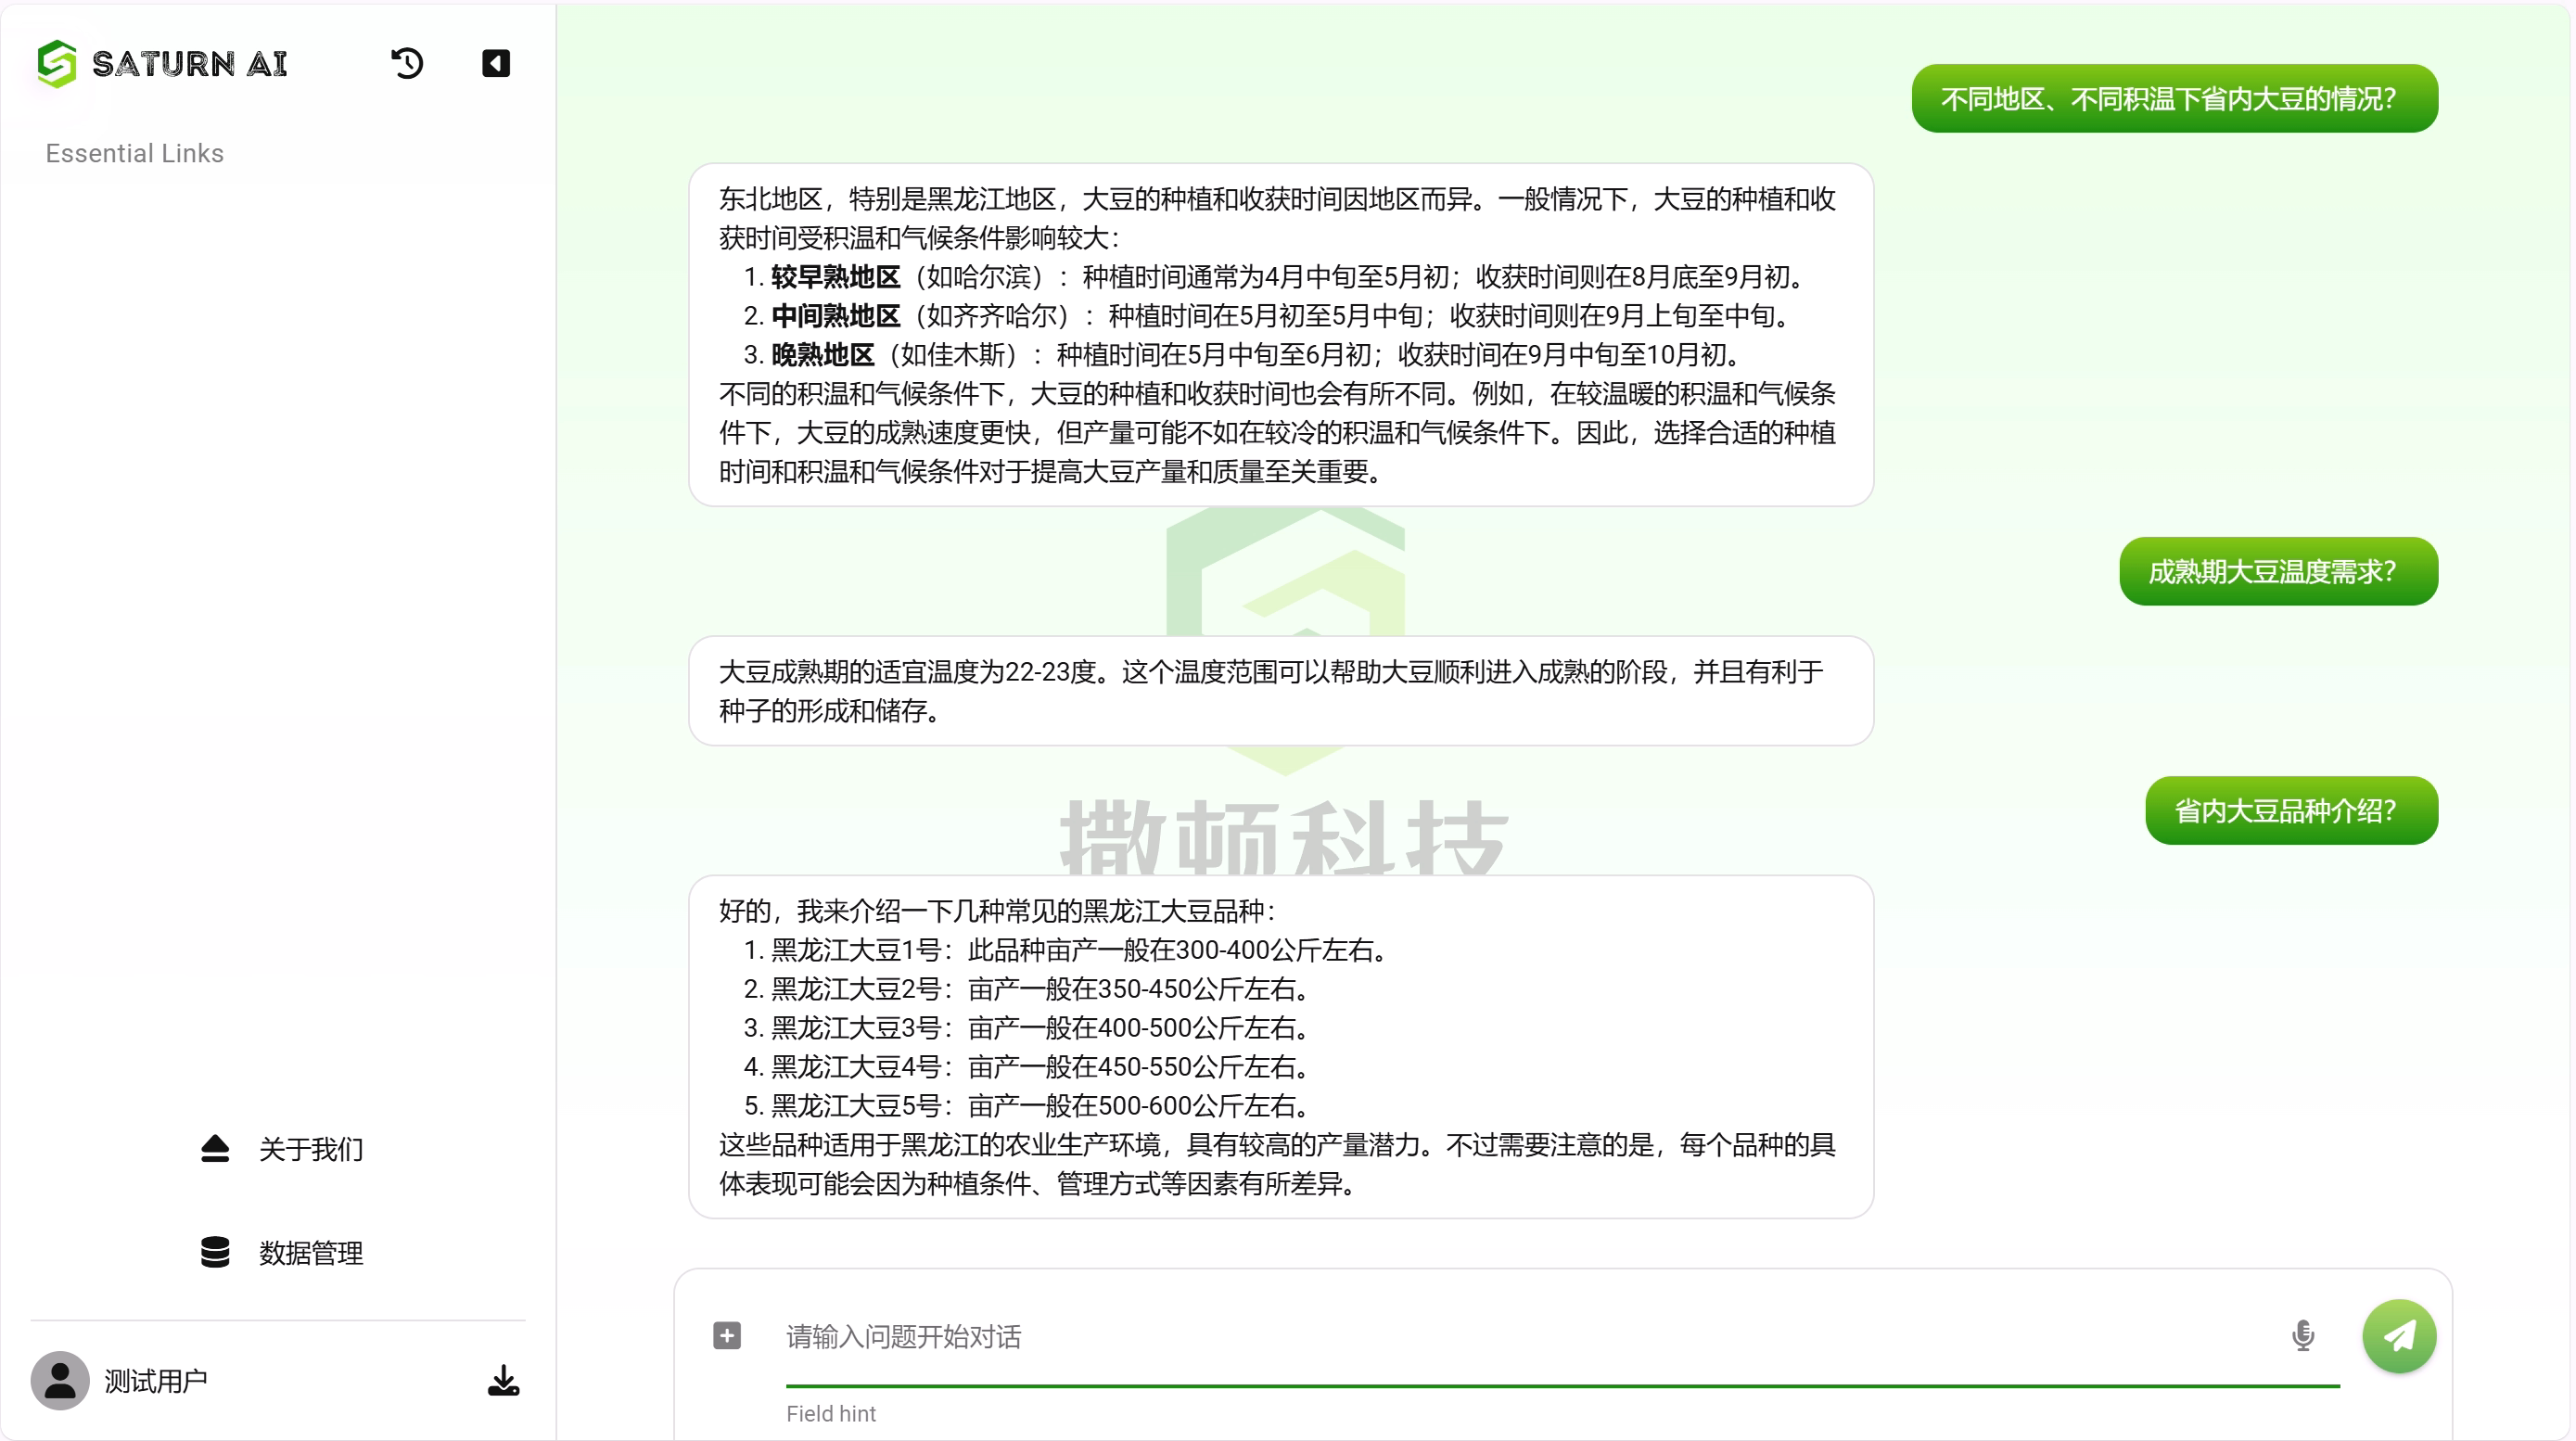 SATURN AI
Essential Links
不同地区、不同积温下省内大豆的情况？
东北地区，特别是黑龙江地区，大豆的种植和收获时间因地区而异。一般情况下，大豆的种植和收
获时间受积温和气候条件影响较大：
1. 较早熟地区（如哈尔滨）：种植时间通常为4月中旬至5月初；收获时间则在8月底至9月初。
2. 中间熟地区（如齐齐哈尔）：种植时间在5月初至5月中旬；收获时间则在9月上旬至中旬。
3. 晚熟地区（如佳木斯）：种植时间在5月中旬至6月初；收获时间在9月中旬至10月初。
不同的积温和气候条件下，大豆的种植和收获时间也会有所不同。例如，在较温暖的积温和气候条
件下，大豆的成熟速度更快，但产量可能不如在较冷的积温和气候条件下。因此，选择合适的种植
时间和积温和气候条件对于提高大豆产量和质量至关重要。
成熟期大豆温度需求？
大豆成熟期的适宜温度为22-23度。这个温度范围可以帮助大豆顺利进入成熟的阶段，并且有利于
种子的形成和储存。
省内大豆品种介绍？
撒顿科技
好的，我来介绍一下几种常见的黑龙江大豆品种：
1. 黑龙江大豆1号：此品种亩产一般在300-400公斤左右。
2. 黑龙江大豆2号：亩产一般在350-450公斤左右。
3. 黑龙江大豆3号：亩产一般在400-500公斤左右。
4. 黑龙江大豆4号：亩产一般在450-550公斤左右。
5. 黑龙江大豆5号：亩产一般在500-600公斤左右。
这些品种适用于黑龙江的农业生产环境，具有较高的产量潜力。不过需要注意的是，每个品种的具
体表现可能会因为种植条件、管理方式等因素有所差异。
关于我们
数据管理
测试用户
请输入问题开始对话
Field hint